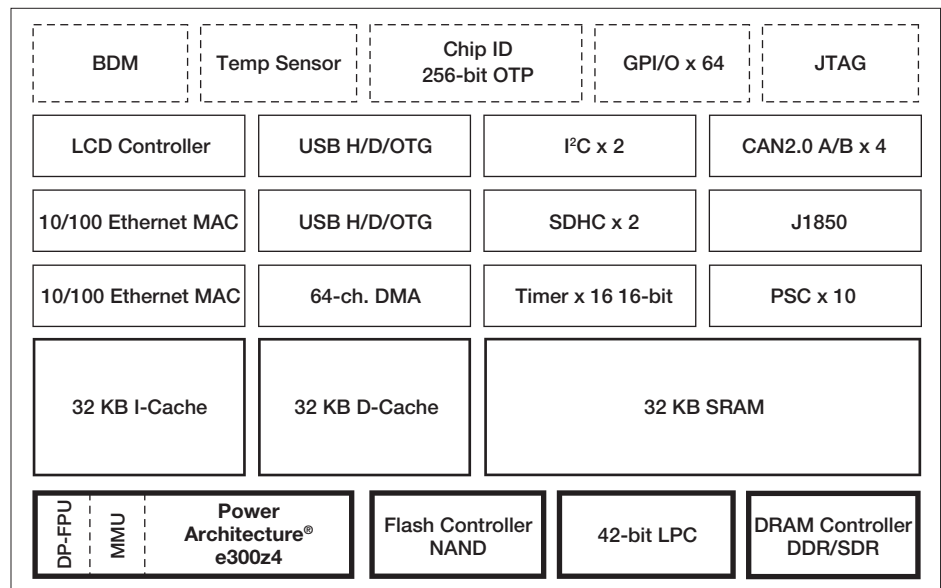 BDM
Temp Sensor
Chip ID
256-bit OTP
GPI/O x 64
JTAG
LCD Controller
USB H/D/OTG
I²C x 2
CAN2.0 A/B x 4
10/100 Ethernet MAC
USB H/D/OTG
SDHC x 2
J1850
10/100 Ethernet MAC
64-ch. DMA
Timer x 16 16-bit
PSC x 10
32 KB I-Cache
32 KB D-Cache
32 KB SRAM
DP-FPU
MMU
Power
Architecture®
e300z4
Flash Controller
NAND
42-bit LPC
DRAM Controller
DDR/SDR